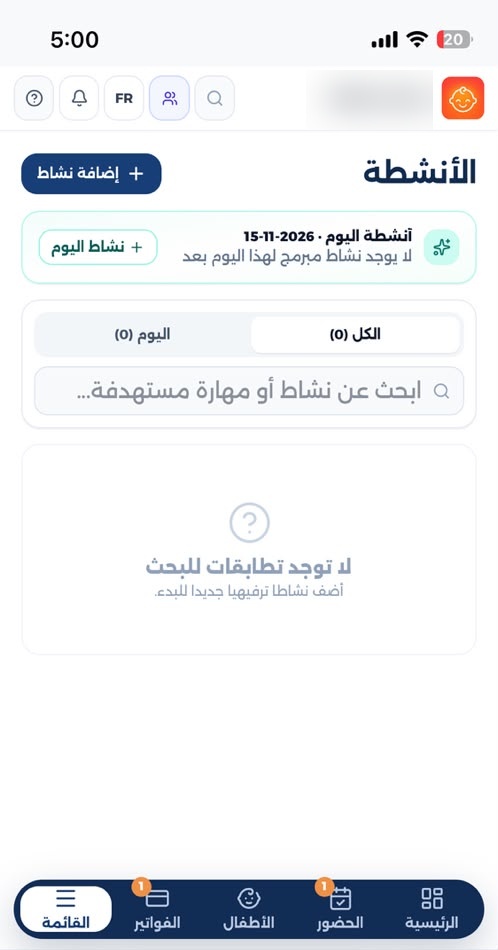 5:00
20
FR
الأنشطة
+ إضافة نشاط
أنشطة اليوم · 2026-11-15
لا يوجد نشاط مبرمج لهذا اليوم بعد
+ نشاط اليوم
الكل (0)
اليوم (0)
ابحث عن نشاط أو مهارة مستهدفة...
لا توجد تطابقات للبحث
أضف نشاطا ترفيهيا جديدا للبدء.
الرئيسية
1
الحضور
الأطفال
1
الفواتير
القائمة